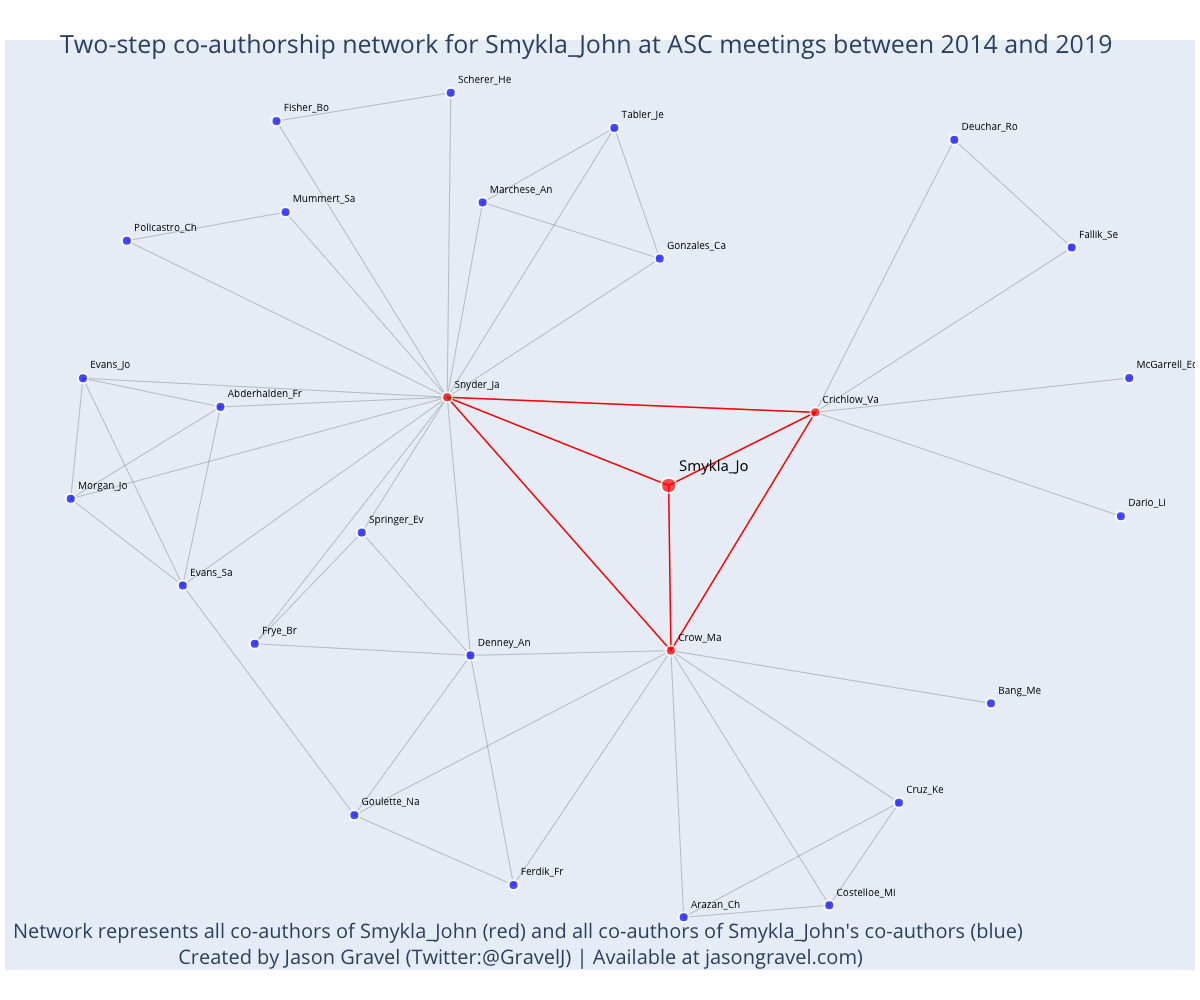 Two-step co-authorship network for Smykla_John at ASC meetings between 2014 and 2019
Scherer_He
Fisher_Bo
Tabler_Je
Deuchar_Ro
Marchese_An
Mummert_Sa
Policastro_Ch
Fallik_Se
Gonzales_Ca
Evans_Jo
McGarrell_Ed
Snyder_Ja
Abderhalden_Fr
Crichlow_Va
Smykla_Jo
Morgan_Jo
Dario_Li
Springer_Ev
Evans_Sa
Frye_Br
Crow_Ma
Denney_An
Bang_Me
Cruz_Ke
Goulette_Na
Ferdik_Fr
Costelloe_Mi
Arazan_Ch
Network represents all co-authors of Smykla_John (red) and all co-authors of Smykla_John's co-authors (blue)
Created by Jason Gravel (Twitter:@GravelJ) | Available at jasongravel.com)